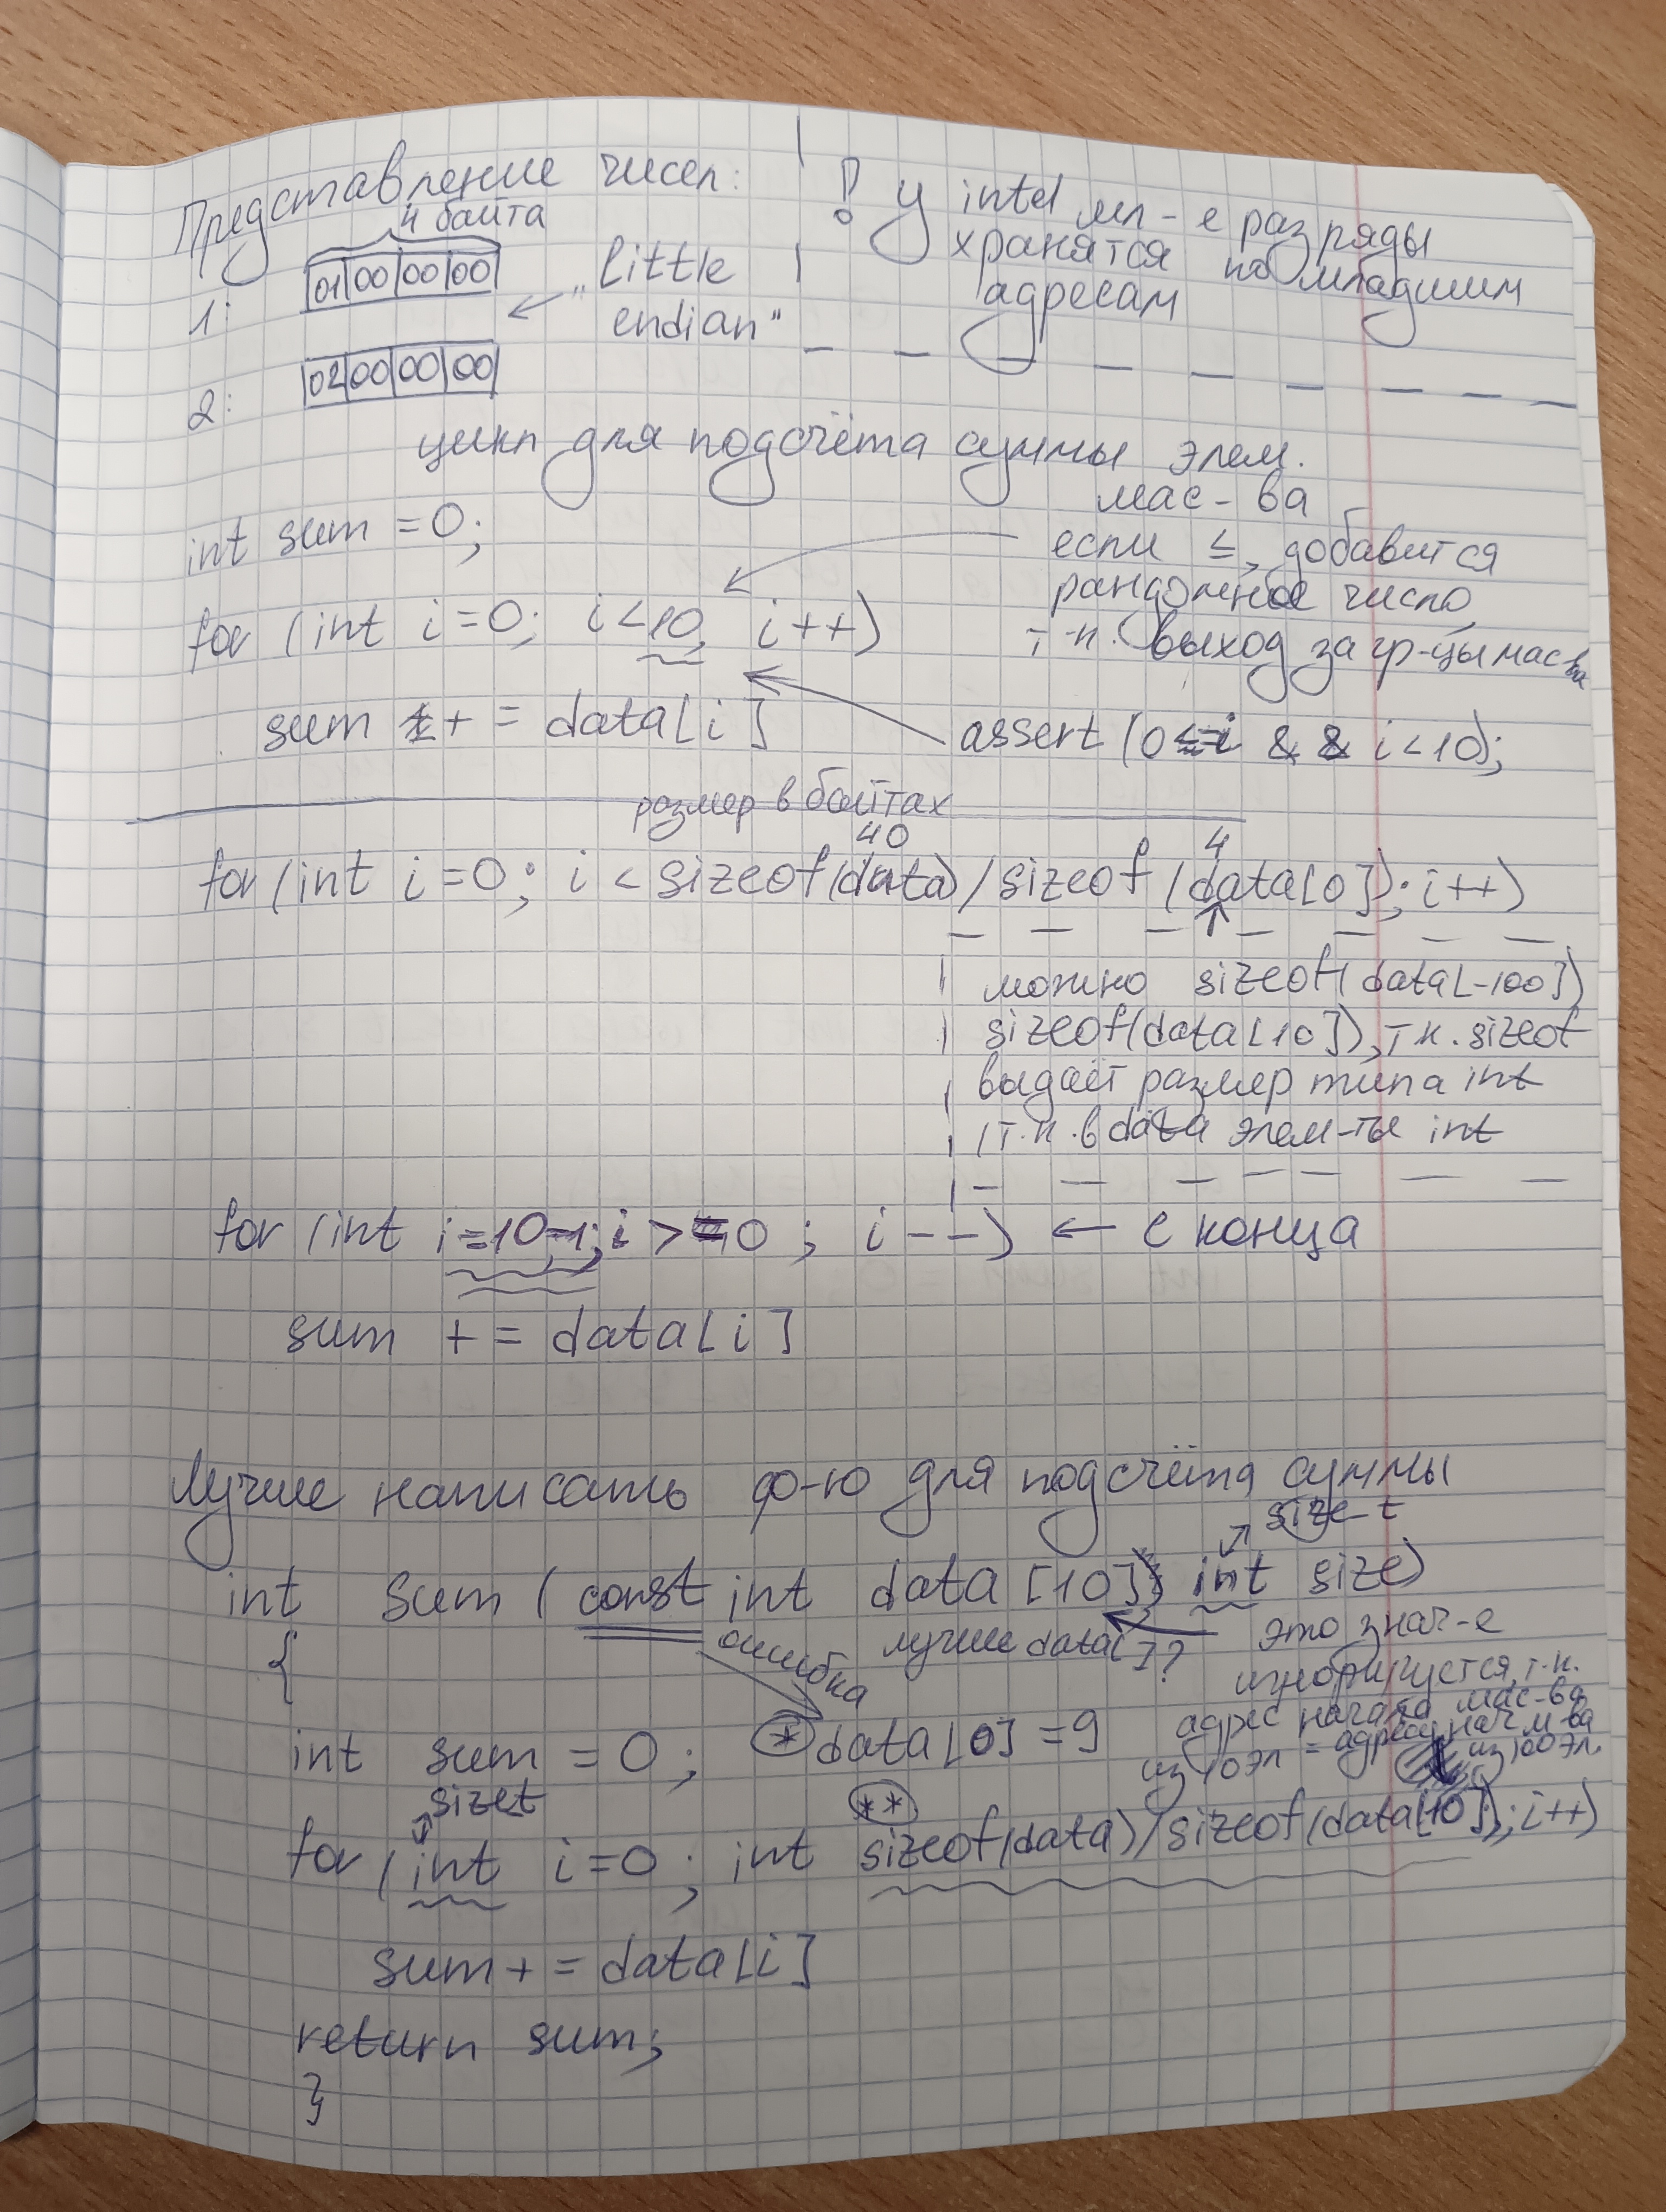 Представление чисел:
4 байта
1: 01 00 00 00
"little
endian"
2: 02 00 00 00
! у intel мл-е разряды
хранятся по младшим
адресам
цикл для подсчёта суммы элем.
мас-ва
int sum = 0;
если ≤, добавится
рандомное число,
т.к. выход за гр-цы мас-ва
for (int i=0; i<10, i++)
sum += data[i]
assert (0<=i && i<10);
размер в байтах
40
4
for (int i=0; i < sizeof(data)/sizeof(data[0]); i++)
можно sizeof(data[-100])
sizeof(data[10]), т.к. sizeof
выдаёт размер типа int
(т.к. в data элем-ты int
for (int i=10-1; i >=0; i--) ← с конца
sum += data[i]
Лучше написать ф-ю для подсчёта суммы
size_t
int sum (const int data[10], int size)
{
ошибка
лучше data[]?
это знач-е
игнорируется, т.к.
адрес начала мас-ва
из 10 эл = адресу нач м-ва
из 100 эл.
int sum = 0; * data[0] = 9
sizet
**
for (int i=0; int sizeof(data)/sizeof(data[10]); i++)
sum += data[i]
return sum;
}